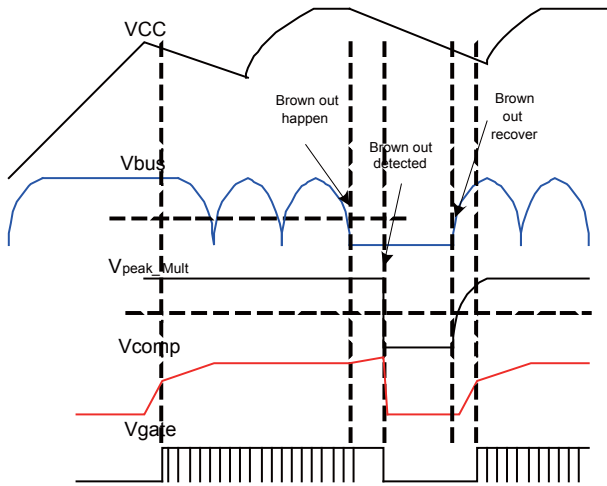 VCC
Brown out
happen
Brown out
detected
Brown
out
recover
Vbus
Vpeak_Mult
Vcomp
Vgate